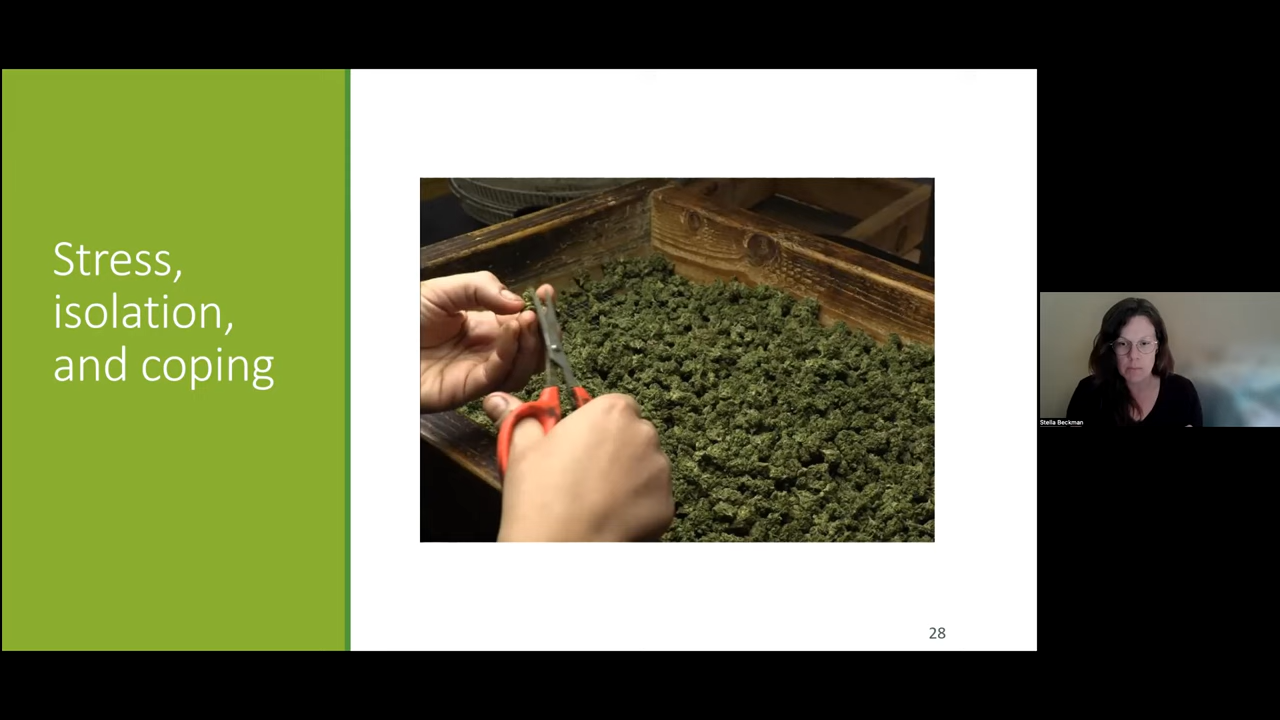 Stress,
isolation,
and coping
28
Stella Beckman